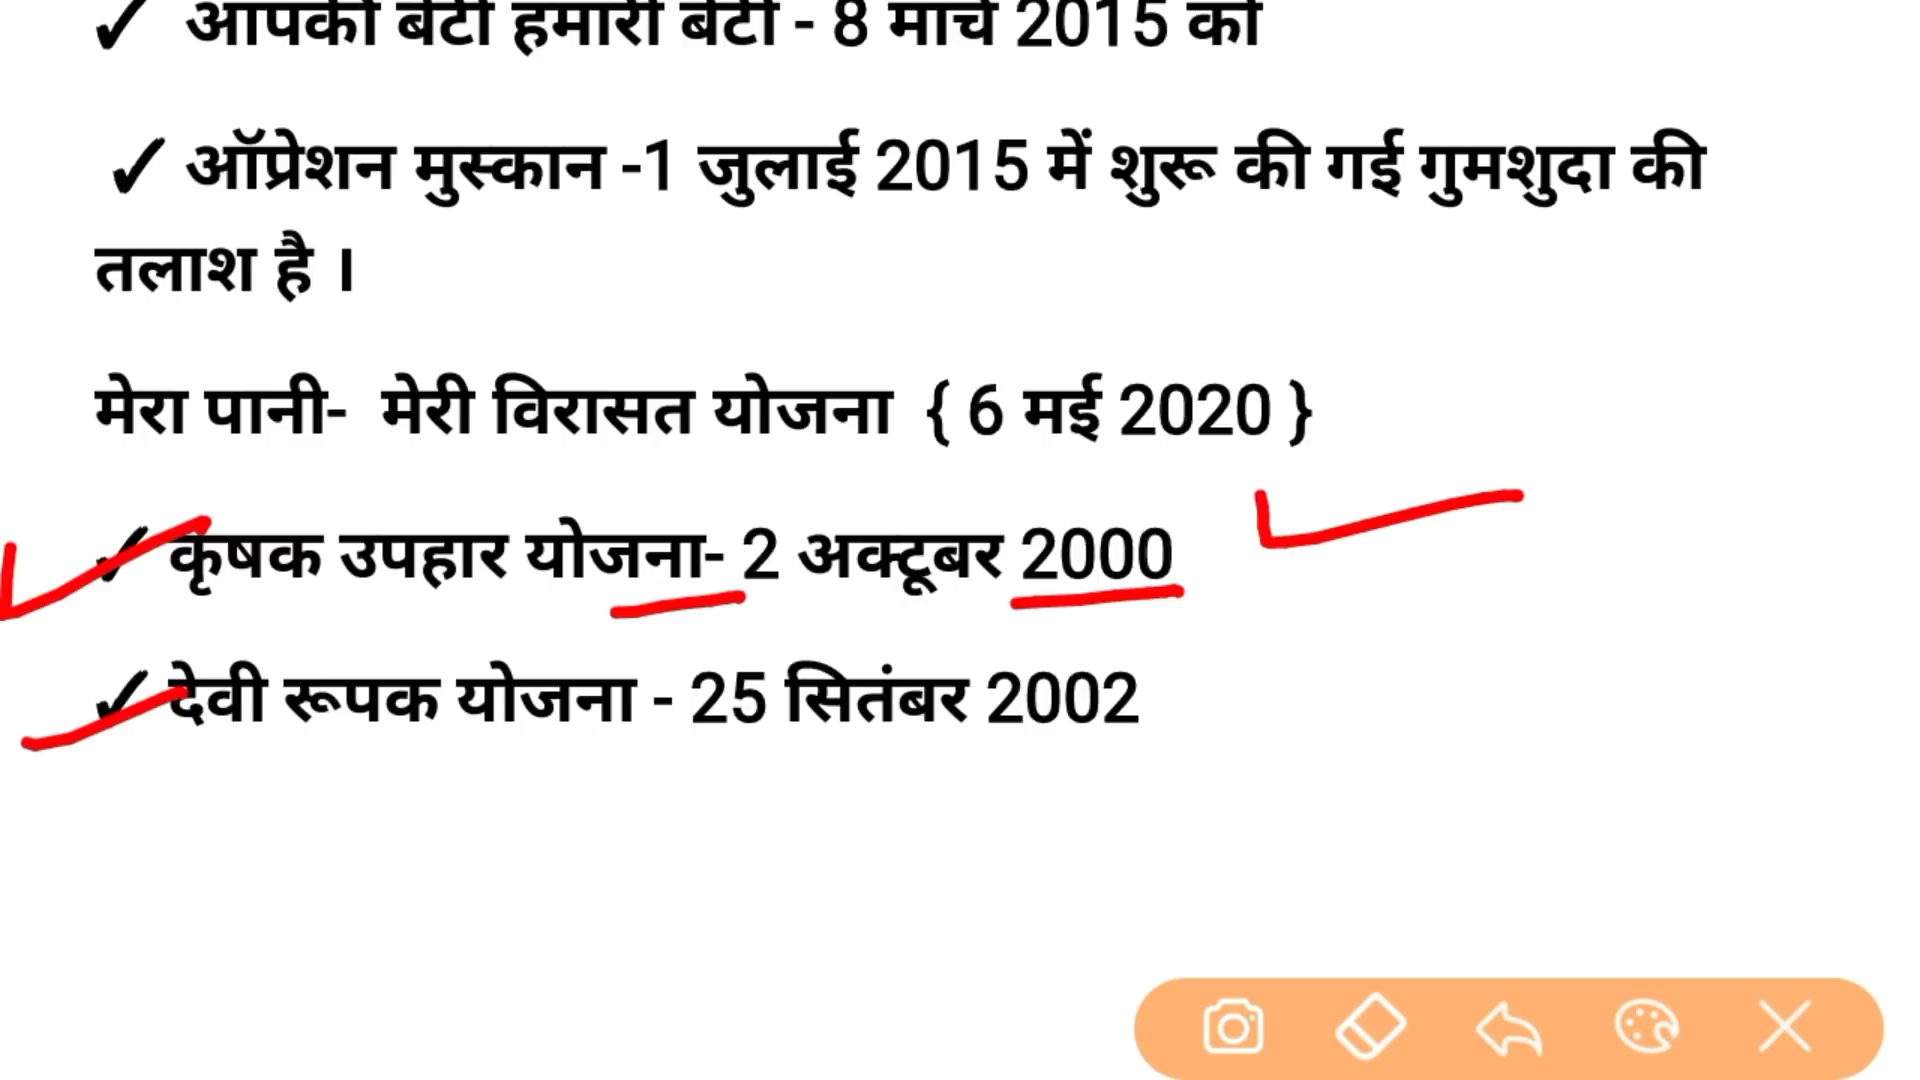 ✓ आपकी बेटी हमारी बेटी - 8 मार्च 2015 को
✓ ऑप्रेशन मुस्कान -1 जुलाई 2015 में शुरू की गई गुमशुदा की
तलाश है ।
मेरा पानी- मेरी विरासत योजना { 6 मई 2020 }
✓ कृषक उपहार योजना- 2 अक्टूबर 2000
✓ देवी रूपक योजना - 25 सितंबर 2002